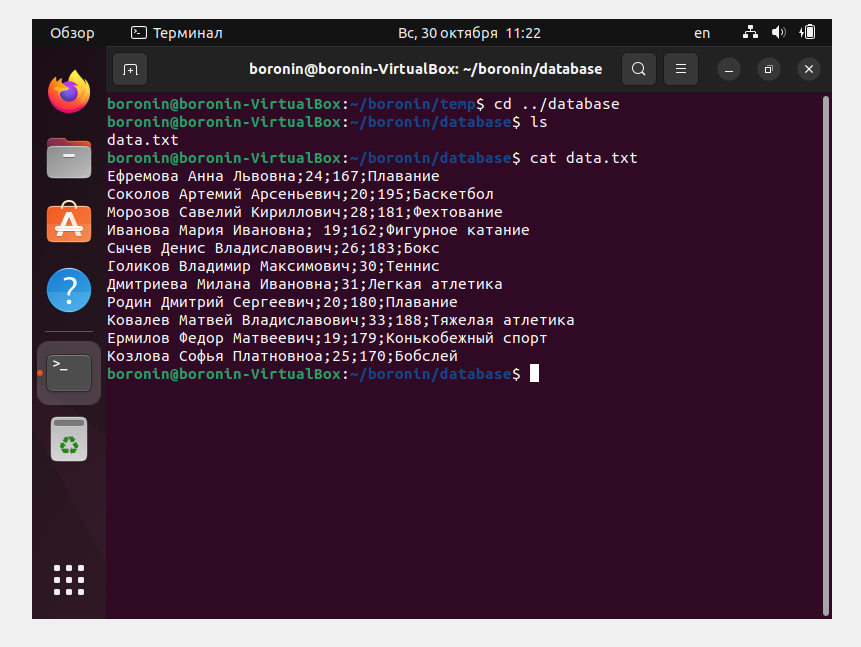 Обзор Терминал Вс, 30 октября 11:22 en
boronin@boronin-VirtualBox: ~/boronin/database
boronin@boronin-VirtualBox:~/boronin/temp$ cd ../database
boronin@boronin-VirtualBox:~/boronin/database$ ls
data.txt
boronin@boronin-VirtualBox:~/boronin/database$ cat data.txt
Ефремова Анна Львовна;24;167;Плавание
Соколов Артемий Арсеньевич;20;195;Баскетбол
Морозов Савелий Кириллович;28;181;Фехтование
Иванова Мария Ивановна; 19;162;Фигурное катание
Сычев Денис Владиславович;26;183;Бокс
Голиков Владимир Максимович;30;Теннис
Дмитриева Милана Ивановна;31;Легкая атлетика
Родин Дмитрий Сергеевич;20;180;Плавание
Ковалев Матвей Владиславович;33;188;Тяжелая атлетика
Ермилов Федор Матвеевич;19;179;Конькобежный спорт
Козлова Софья Платновноа;25;170;Бобслей
boronin@boronin-VirtualBox:~/boronin/database$